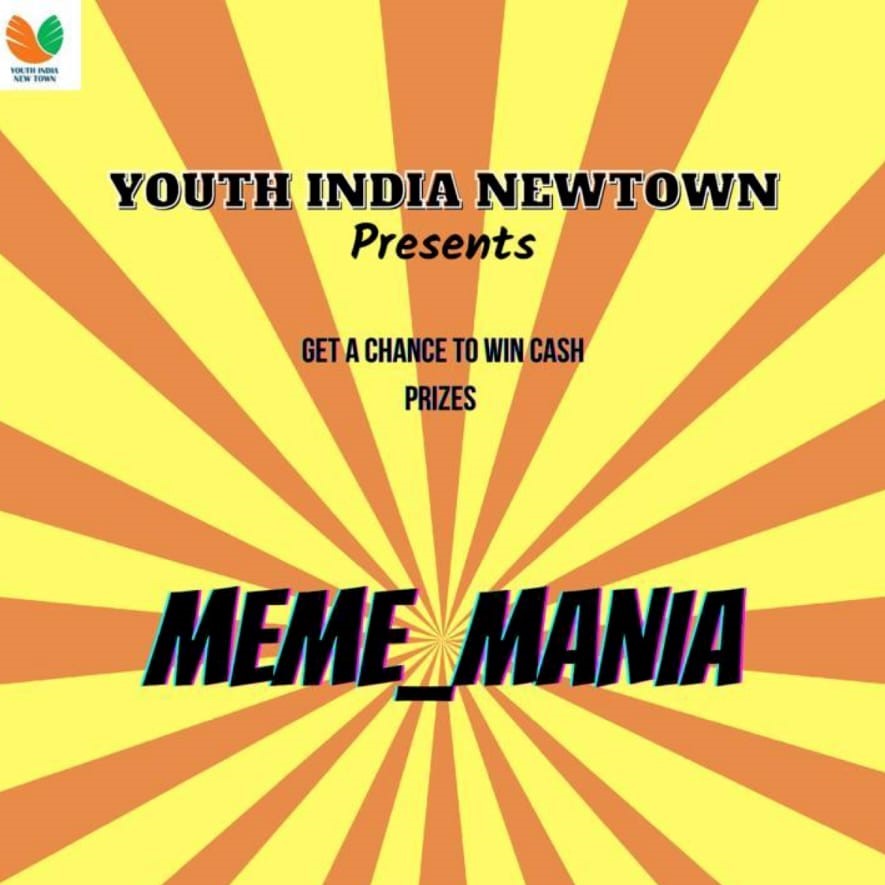 YOUTH INDIA
NEW TOWN
YOUTH INDIA NEWTOWN
Presents
GET A CHANCE TO WIN CASH
PRIZES
MEME_MANIA